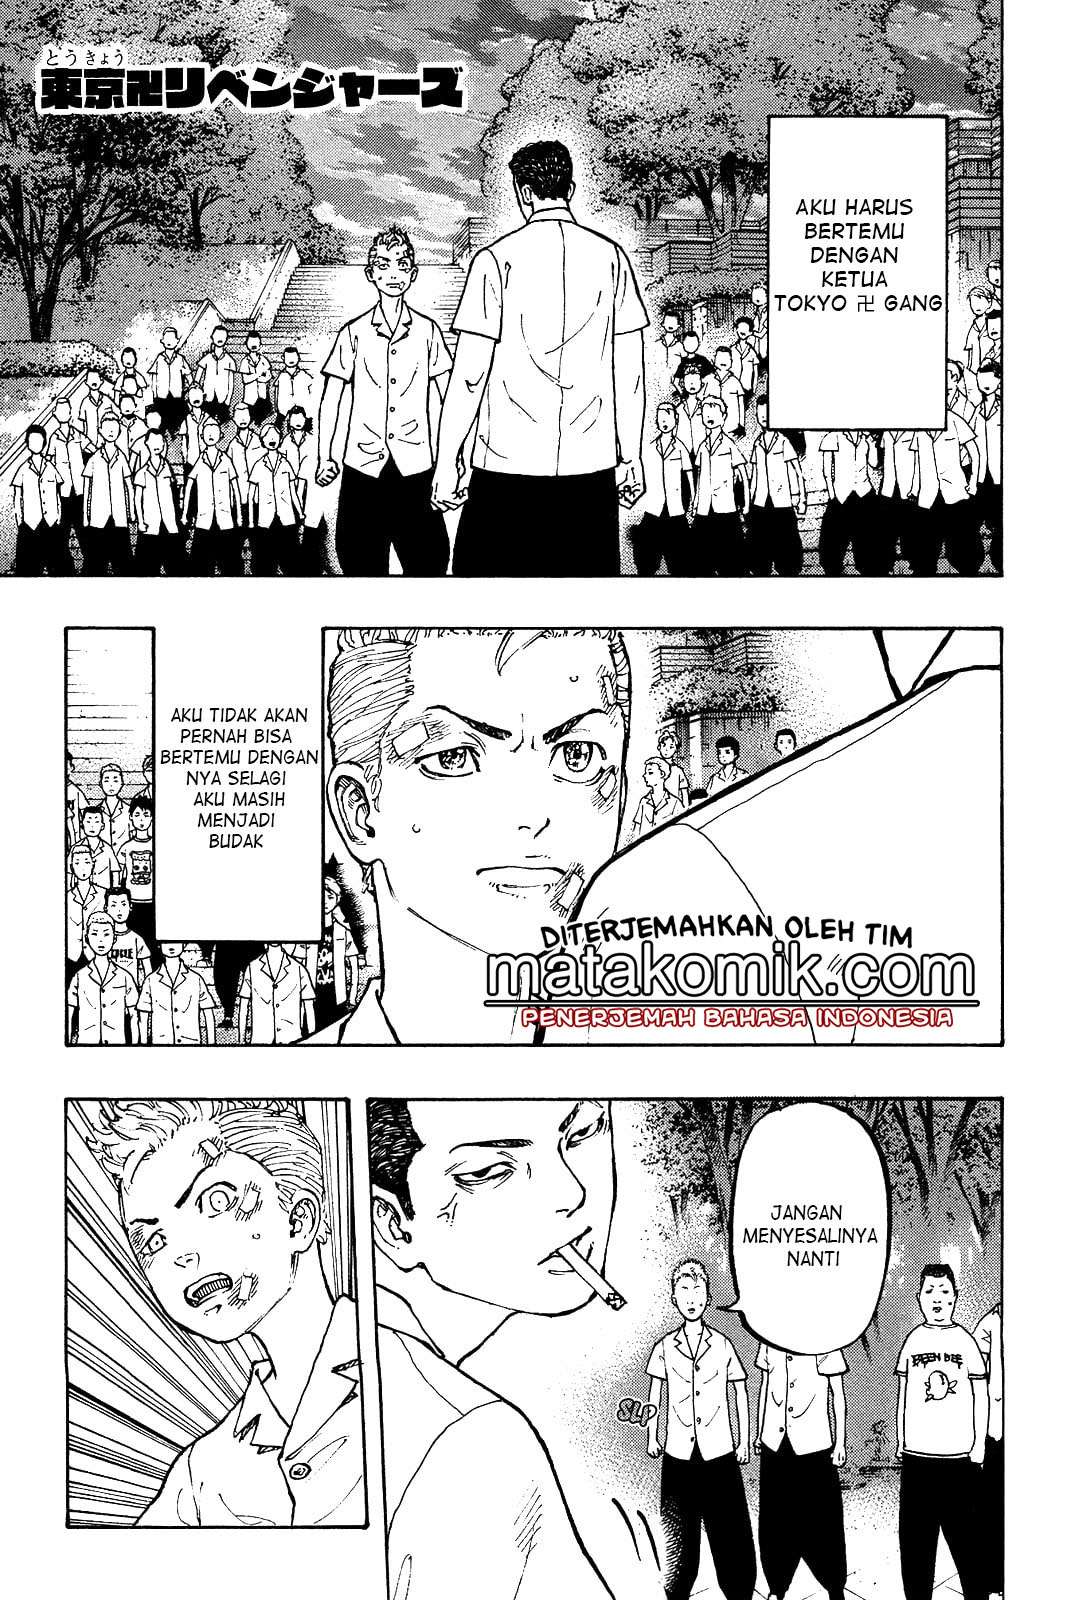 とうきょう
東京卍リベンジャーズ
AKU HARUS
BERTEMU
DENGAN
KETUA
TOKYO 卍 GANG
AKU TIDAK AKAN
PERNAH BISA
BERTEMU DENGAN
NYA SELAGI
AKU MASIH
MENJADI
BUDAK
DITERJEMAHKAN OLEH TIM
matakomik.com
PENERJEMAH BAHASA INDONESIA
JANGAN
MENYESALINYA
NANTI
SLP